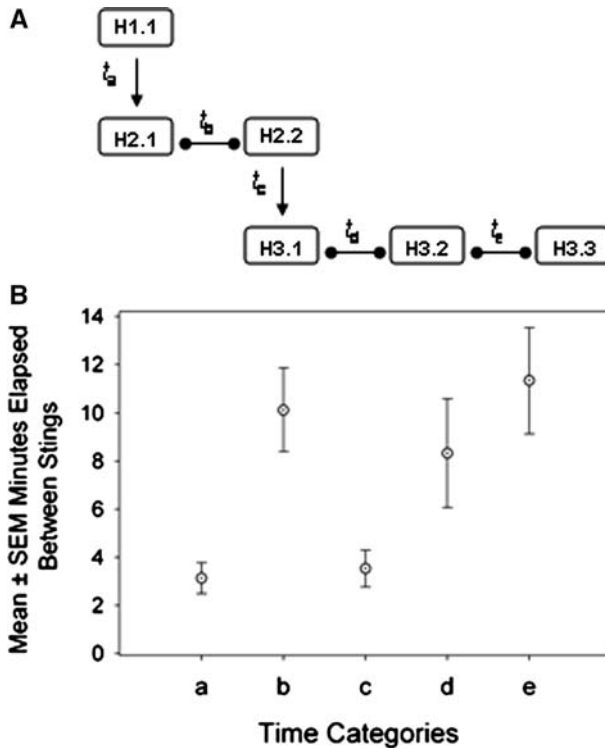 A
H1.1
ta
H2.1 tb H2.2
tc
H3.1 td H3.2 te H3.3
B
Mean ± SEM Minutes Elapsed
Between Stings
14
12
10
8
6
4
2
0
a b c d e
Time Categories